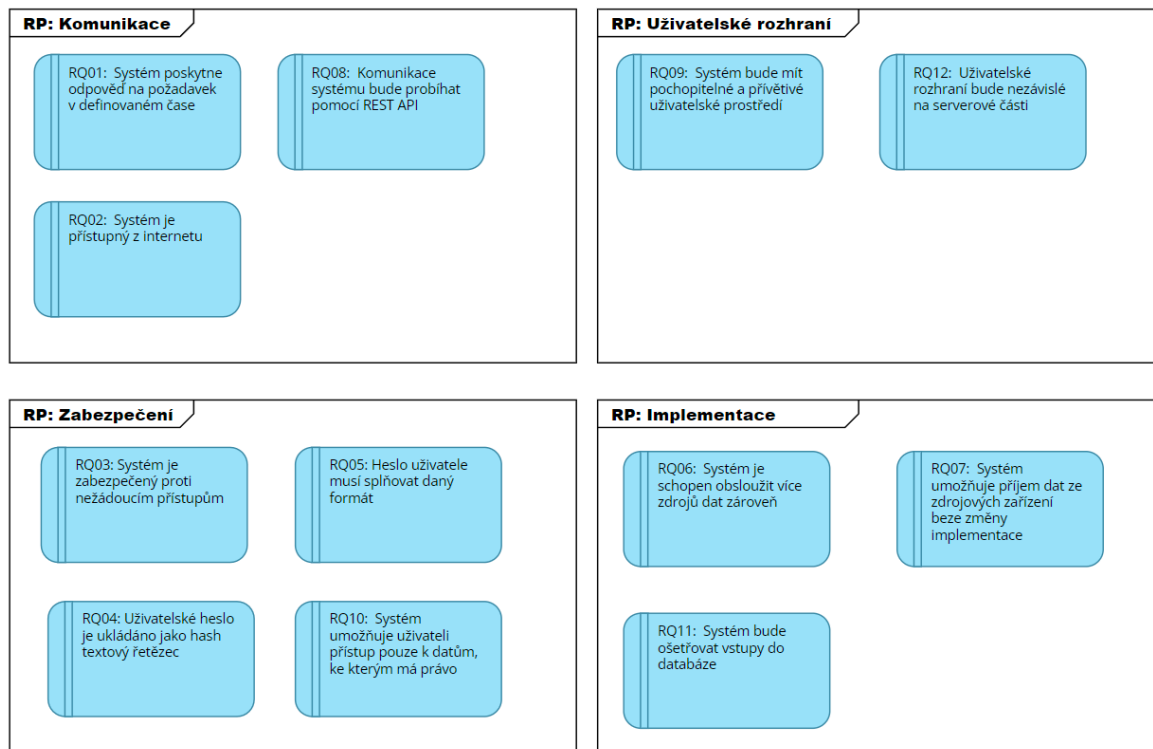 RP: Komunikace
RQ01: Systém poskytne
odpověď na požadavek
v definovaném čase
RQ08: Komunikace
systému bude probíhat
pomocí REST API
RQ02: Systém je
přístupný z internetu
RP: Uživatelské rozhraní
RQ09: Systém bude mít
pochopitelné a přívětivé
uživatelské prostředí
RQ12: Uživatelské
rozhraní bude nezávislé
na serverové části
RP: Zabezpečení
RQ03: Systém je
zabezpečený proti
nežádoucím přístupům
RQ05: Heslo uživatele
musí splňovat daný
formát
RQ04: Uživatelské heslo
je ukládáno jako hash
textový řetězec
RQ10: Systém
umožňuje uživateli
přístup pouze k datům,
ke kterým má právo
RP: Implementace
RQ06: Systém je
schopen obsloužit více
zdrojů dat zároveň
RQ07: Systém
umožňuje příjem dat ze
zdrojových zařízení
beze změny
implementace
RQ11: Systém bude
ošetřovat vstupy do
databáze